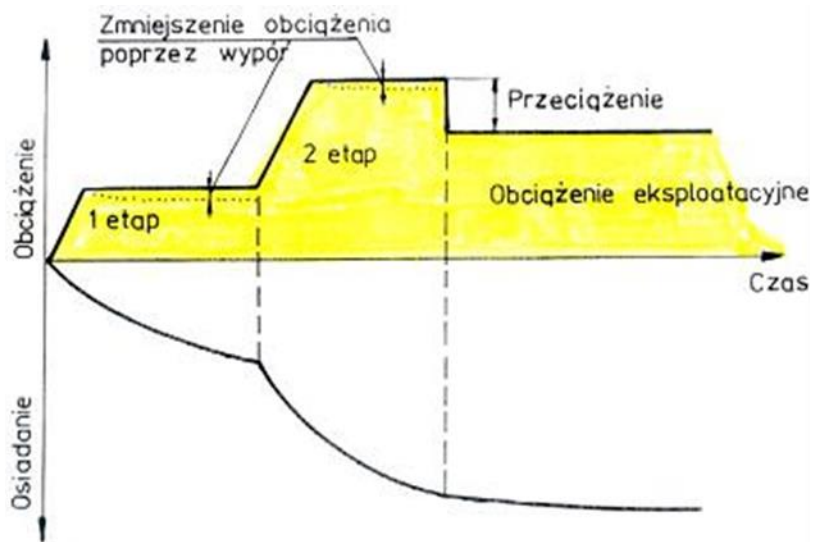 Zmniejszenie obciążenia
poprzez wypór
Przeciążenie
2 etap
1 etap
Obciążenie eksploatacyjne
Obciążenie
Czas
Osiadanie